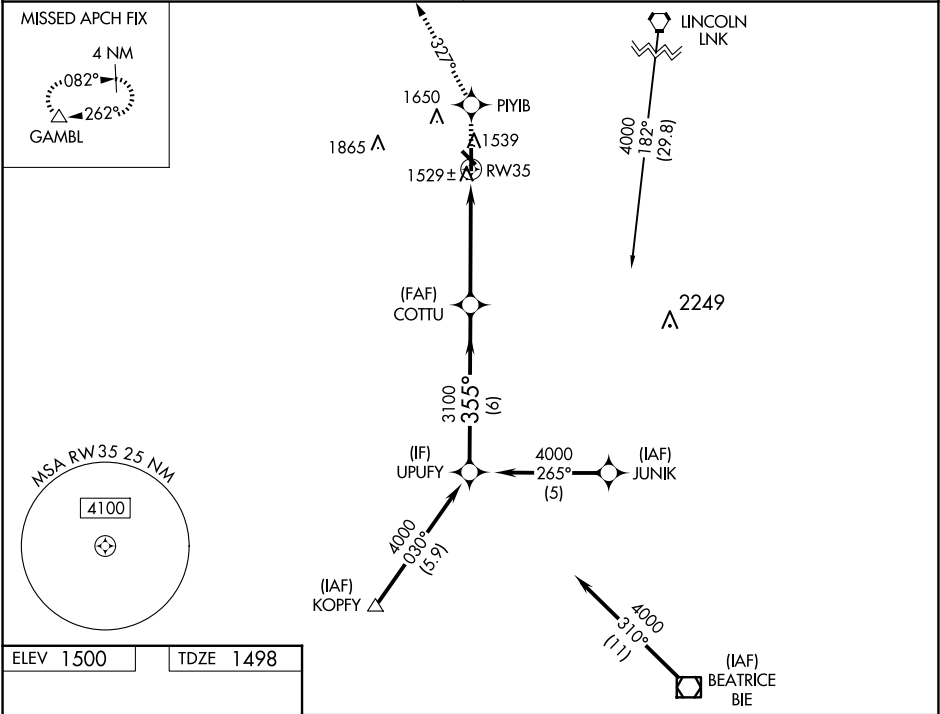 MISSED APCH FIX
4 NM
082°
262°
GAMBL
327°
LINCOLN
LNK
4000
182°
(29.8)
1650
PIYIB
1865
1539
1529±
RW35
(FAF)
COTTU
2249
3100
355°
(6)
(IF)
UPUFY
4000
265°
(5)
(IAF)
JUNIK
MSA RW35 25 NM
4100
4000
030°
(5.9)
(IAF)
KOPFY
4000
310°
(11)
(IAF)
BEATRICE
BIE
ELEV 1500
TDZE 1498